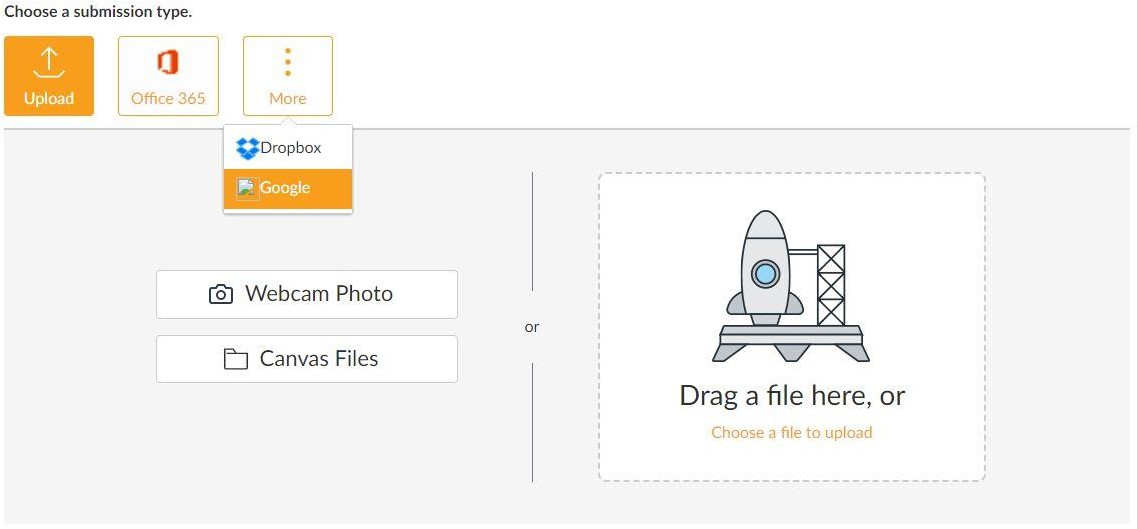 Choose a submission type.
Upload
Office 365
More
Dropbox
Google
Webcam Photo
Canvas Files
or
Drag a file here, or
Choose a file to upload